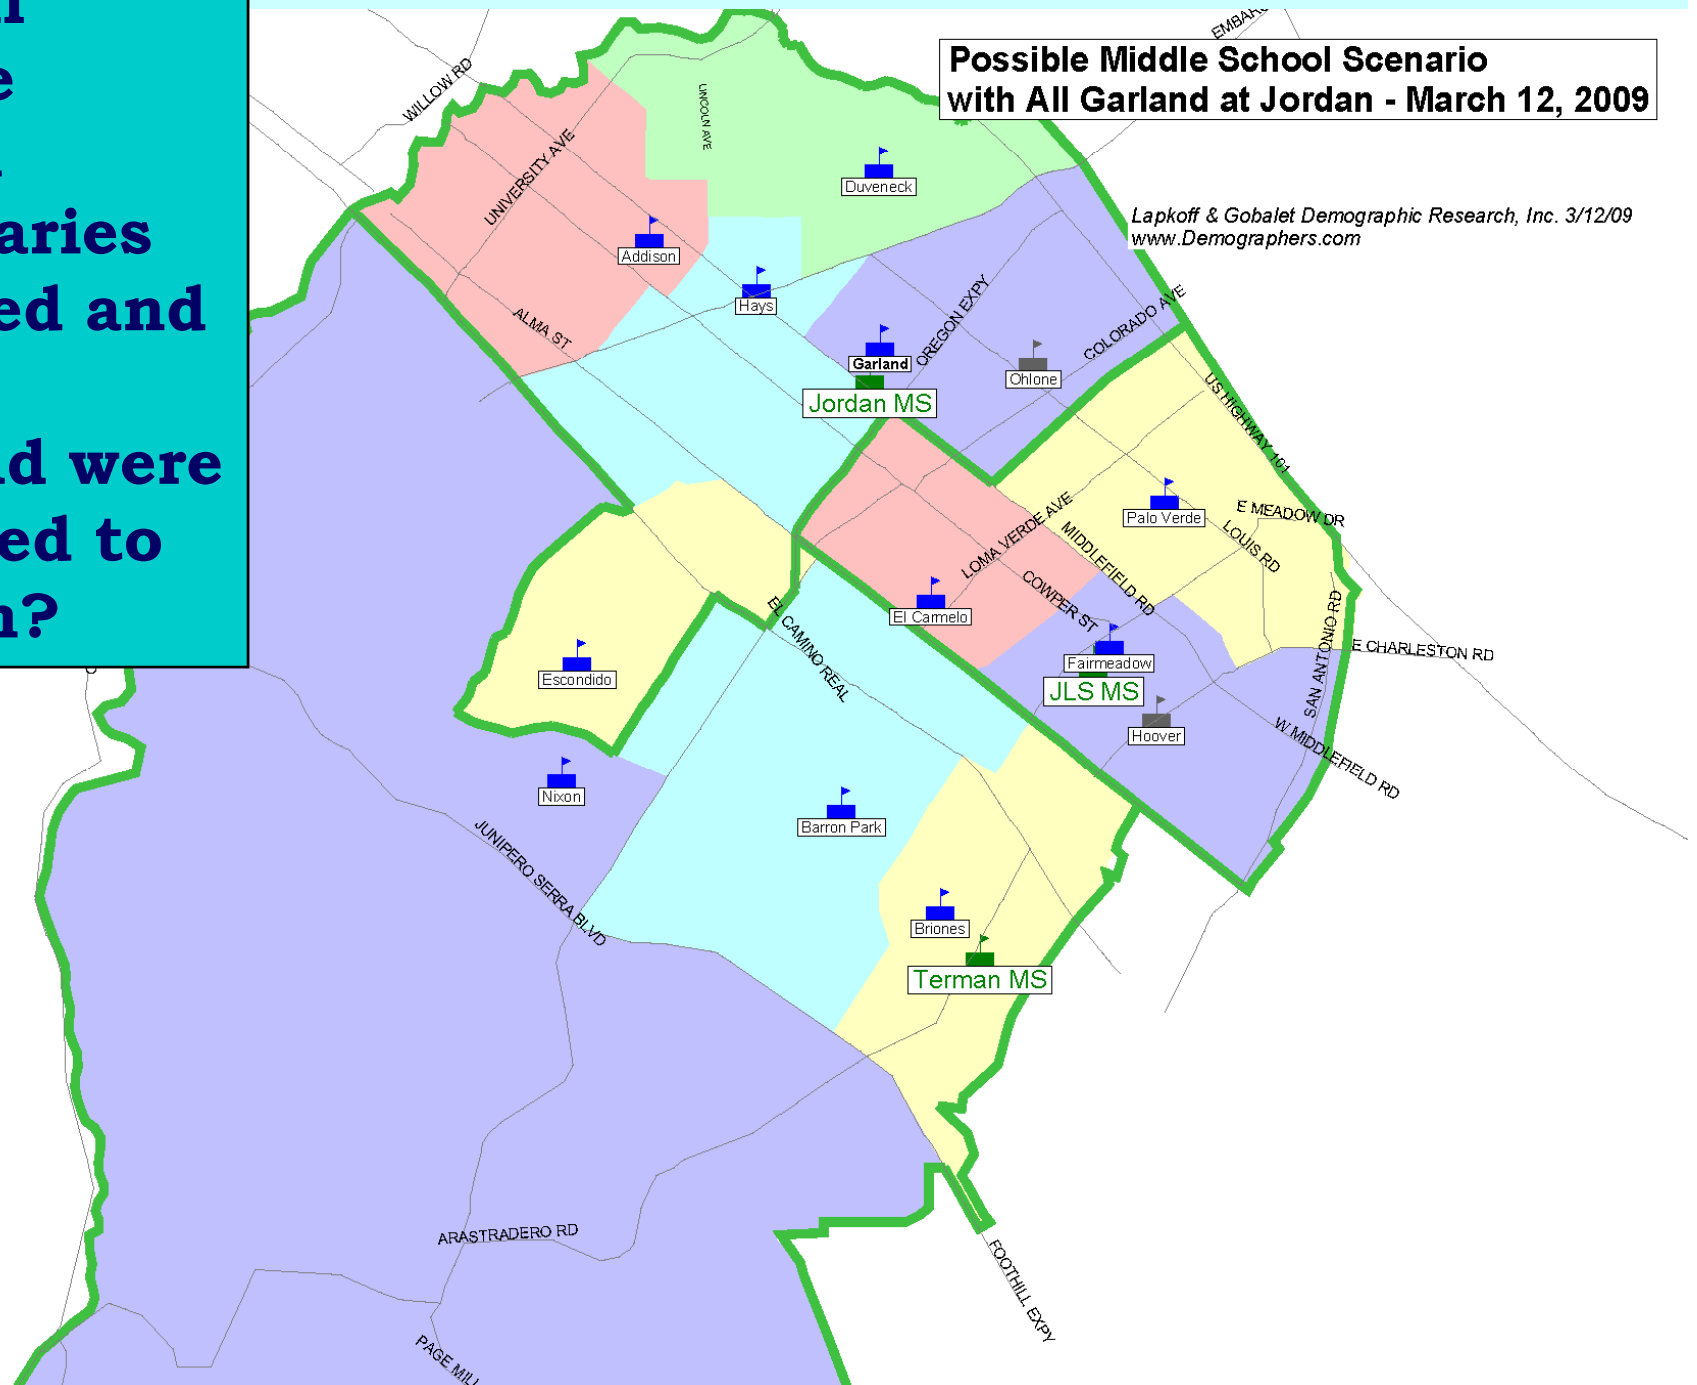 ed and
d were
ed to
Possible Middle School Scenario
with All Garland at Jordan - March 12, 2009
Lapkoff & Gobalet Demographic Research, Inc. 3/12/09
www.Demographers.com
WILLOW RD
UNIVERSITY AVE
LINCOLN AVE
Duveneck
Addison
Hays
ALMA ST
Garland
Jordan MS
OREGON EXPY
Ohlone
COLORADO AVE
US HIGHWAY 101
Palo Verde
E MEADOW DR
LOUIS RD
LOMA VERDE AVE
MIDDLEFIELD RD
COWPER ST
El Carmelo
Fairmeadow
JLS MS
Hoover
SAN ANTONIO RD
E CHARLESTON RD
W MIDDLEFIELD RD
EL CAMINO REAL
Escondido
Nixon
Barron Park
JUNIPERO SERRA BLVD
Briones
Terman MS
ARASTRADERO RD
FOOTHILL EXPY
PAGE MILL